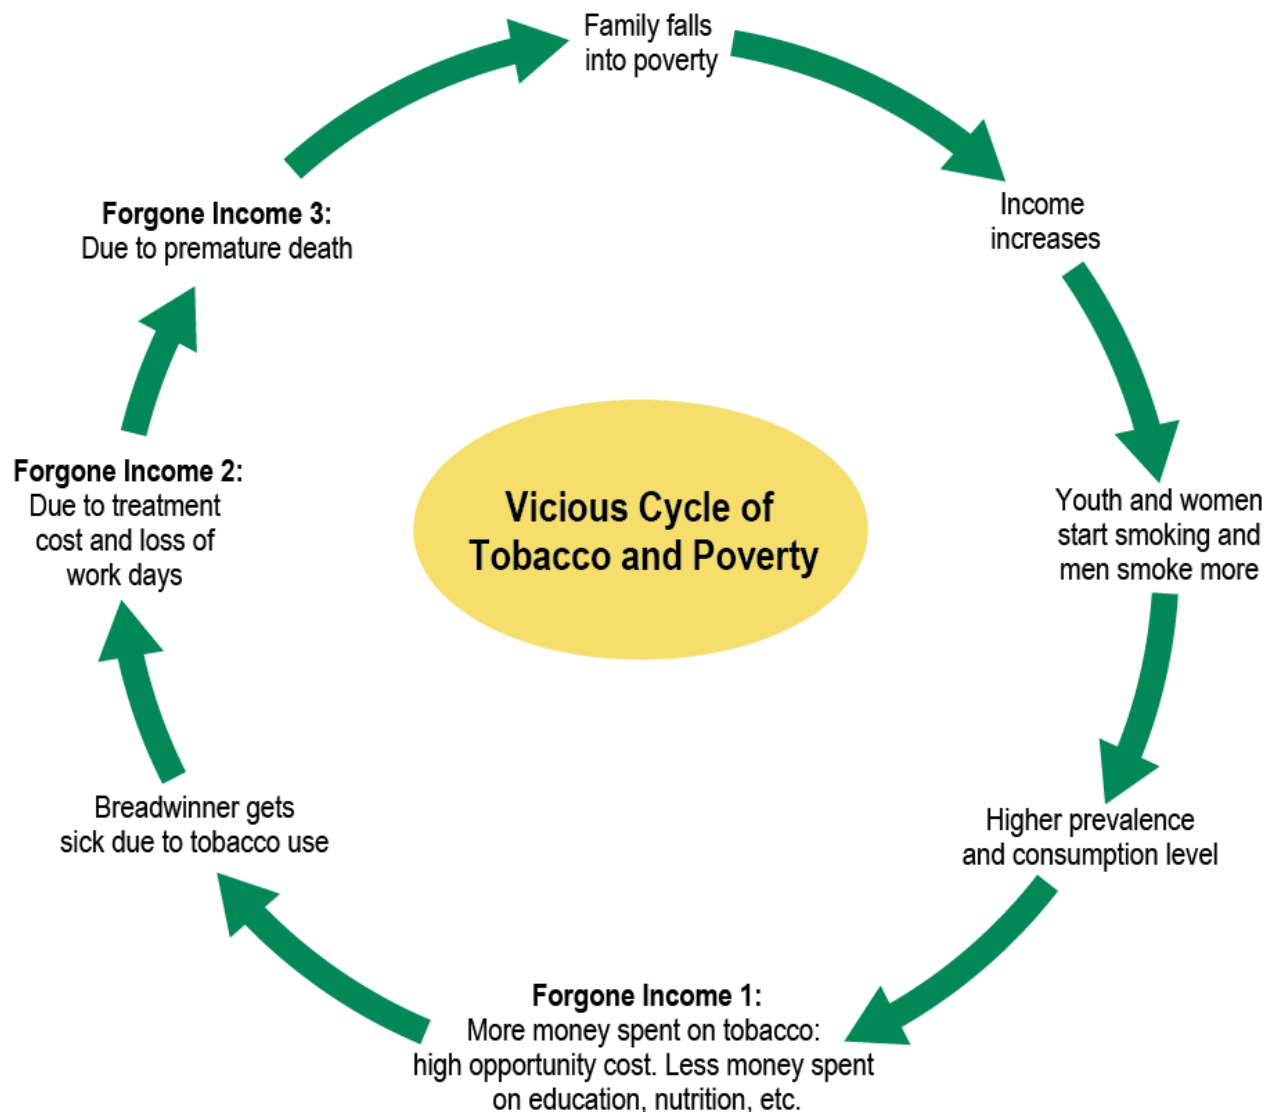 Family falls
into poverty
Income
increases
Youth and women
start smoking and
men smoke more
Higher prevalence
and consumption level
Forgone Income 1:
More money spent on tobacco:
high opportunity cost. Less money spent
on education, nutrition, etc.
Breadwinner gets
sick due to tobacco use
Forgone Income 2:
Due to treatment
cost and loss of
work days
Forgone Income 3:
Due to premature death
Vicious Cycle of
Tobacco and Poverty